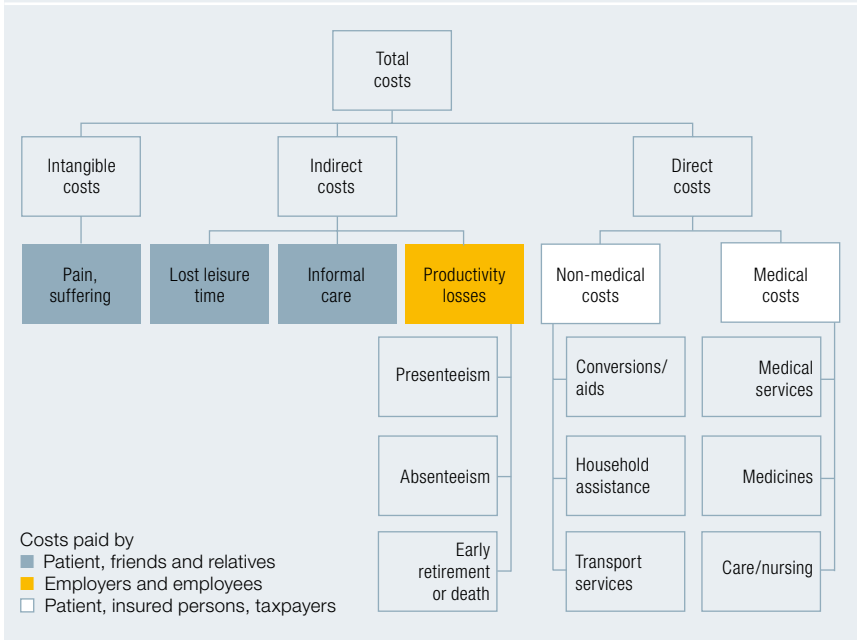 Total
costs
Intangible
costs
Indirect
costs
Direct
costs
Pain,
suffering
Lost leisure
time
Informal
care
Productivity
losses
Non-medical
costs
Medical
costs
Presenteeism
Conversions/
aids
Medical
services
Absenteeism
Household
assistance
Medicines
Early
retirement
or death
Transport
services
Care/nursing
Costs paid by
Patient, friends and relatives
Employers and employees
Patient, insured persons, taxpayers